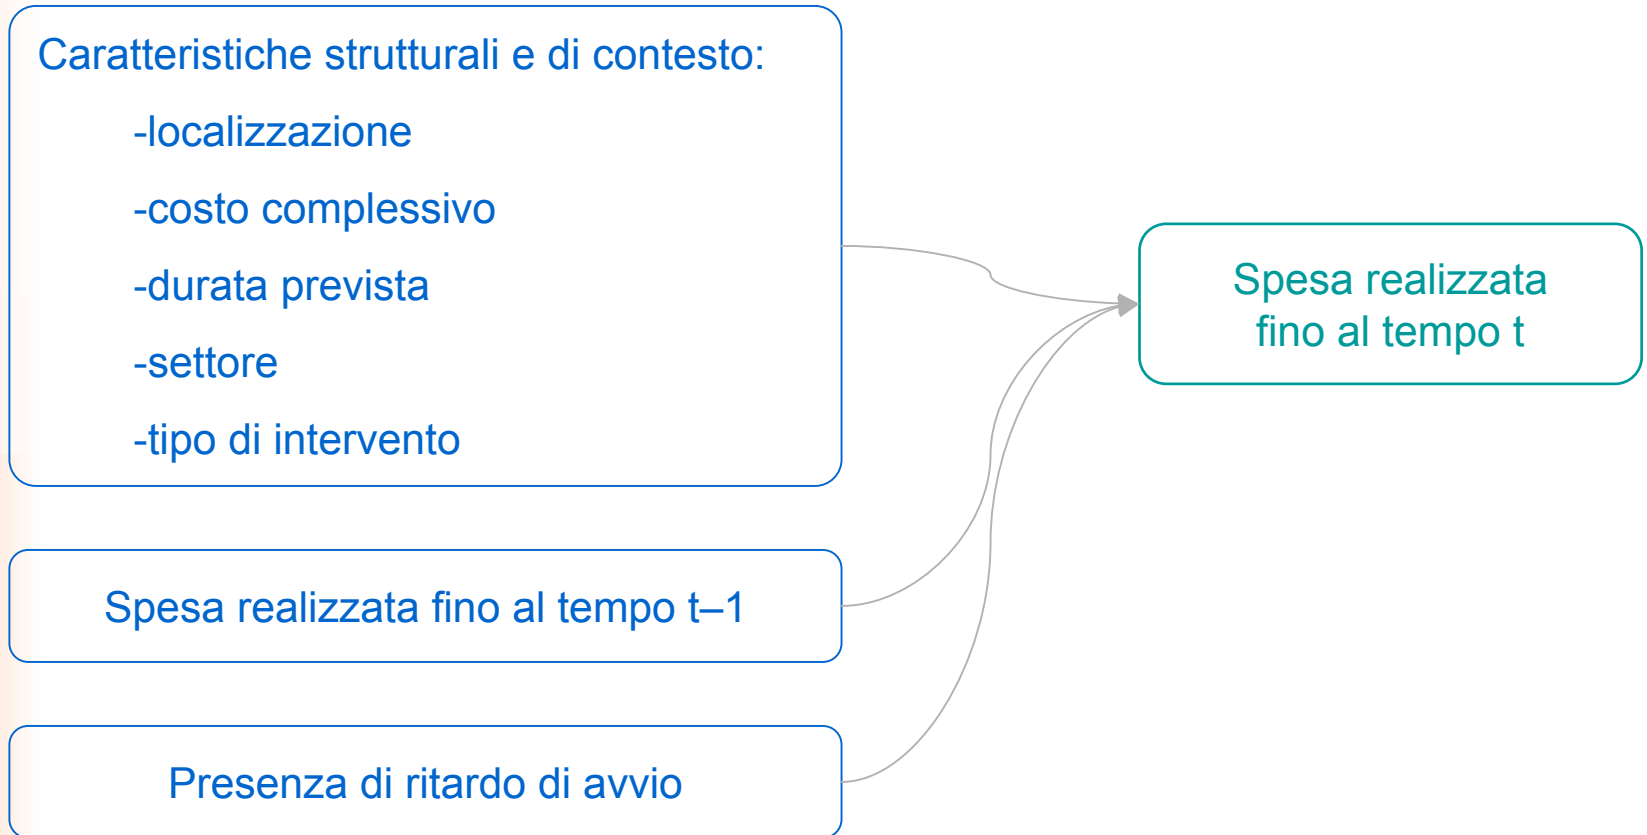 Caratteristiche strutturali e di contesto:
-localizzazione
-costo complessivo
-durata prevista
-settore
-tipo di intervento
Spesa realizzata
fino al tempo t
Spesa realizzata fino al tempo t–1
Presenza di ritardo di avvio